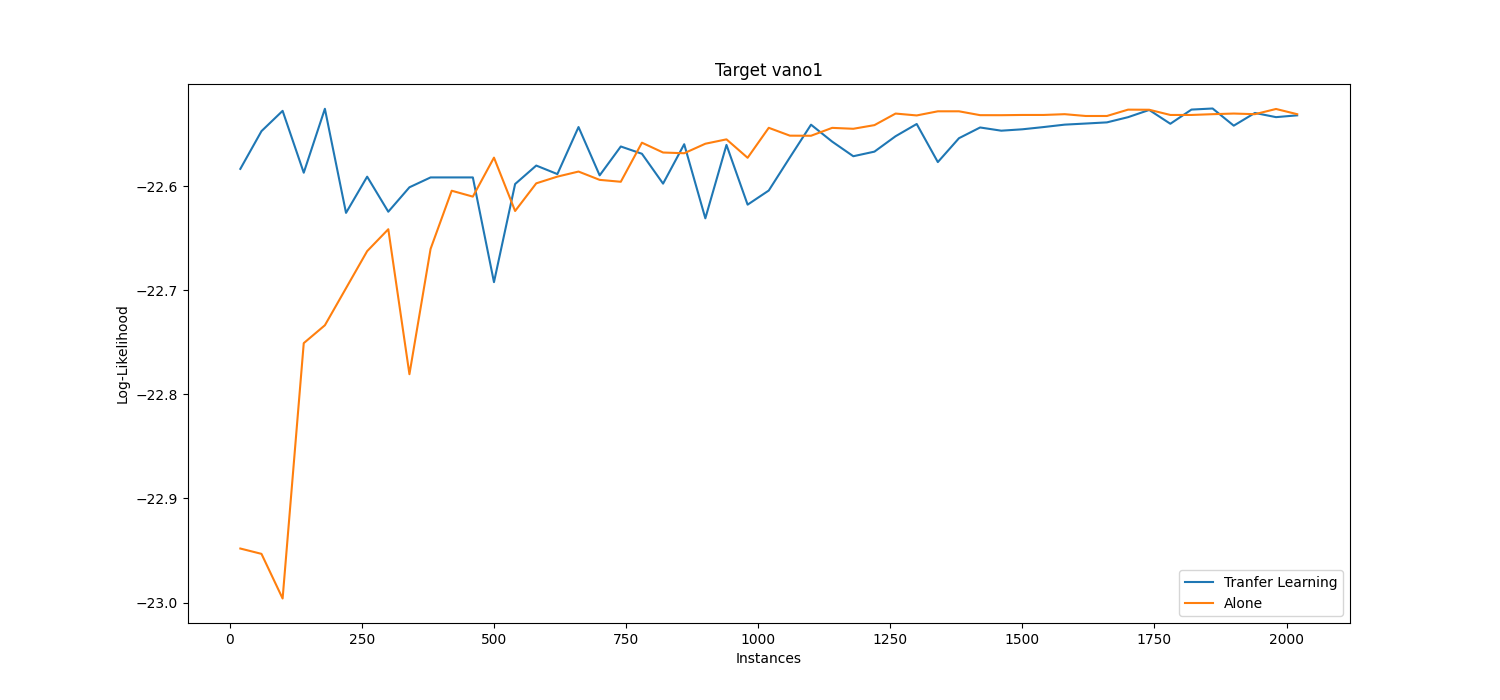 Target vano1
Log-Likelihood
−22.6
−22.7
−22.8
−22.9
−23.0
0
250
500
750
1000
1250
1500
1750
2000
Instances
Tranfer Learning
Alone